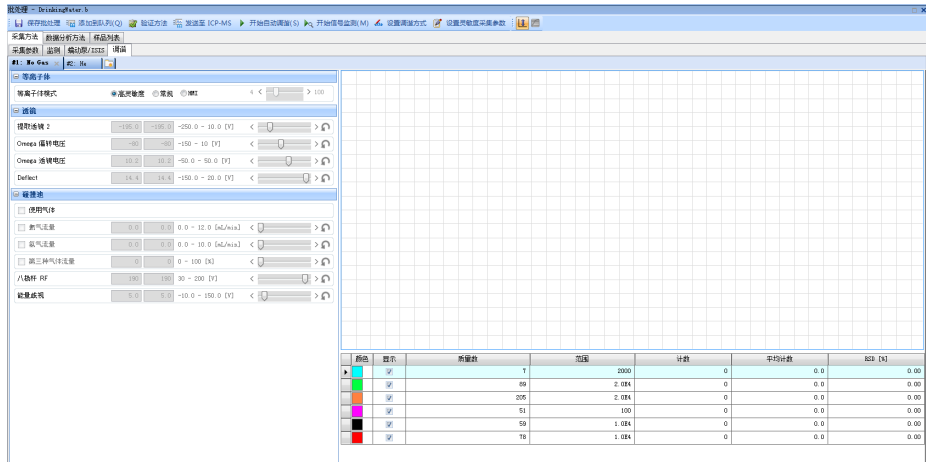 批处理 - DrinkingWater.b
保存批处理 添加到队列(Q) 验证方法 发送至 ICP-MS 开始自动调谐(S) 开始信号监测(M) 设置调谐方式 设置灵敏度采集参数
采集方法 数据分析方法 样品列表
采集参数 监测 蠕动泵/ISIS 调谐
#1: No Gas #2: He
等离子体
等离子体模式 高灵敏度 常规 HMI 4 < > 100
透镜
提取透镜 2 -195.0 -195.0 -250.0 - 10.0 [V] < >
Omega 偏转电压 -80 -80 -150 - 10 [V] < >
Omega 透镜电压 10.2 10.2 -50.0 - 50.0 [V] < >
Deflect 14.4 14.4 -150.0 - 20.0 [V] < >
碰撞池
使用气体
氦气流量 0.0 0.0 0.0 - 12.0 [mL/min] < >
氢气流量 0.0 0.0 0.0 - 10.0 [mL/min] < >
第三种气体流量 0 0 0 - 100 [%] < >
八极杆 RF 190 190 30 - 200 [V] < >
能量歧视 5.0 5.0 -10.0 - 150.0 [V] < >
颜色 显示 质量数 范围 计数 平均计数 RSD [%]
7 2000 0 0.0 0.00
89 2.0E4 0 0.0 0.00
205 2.0E4 0 0.0 0.00
51 100 0 0.0 0.00
59 1.0E4 0 0.0 0.00
78 1.0E4 0 0.0 0.00